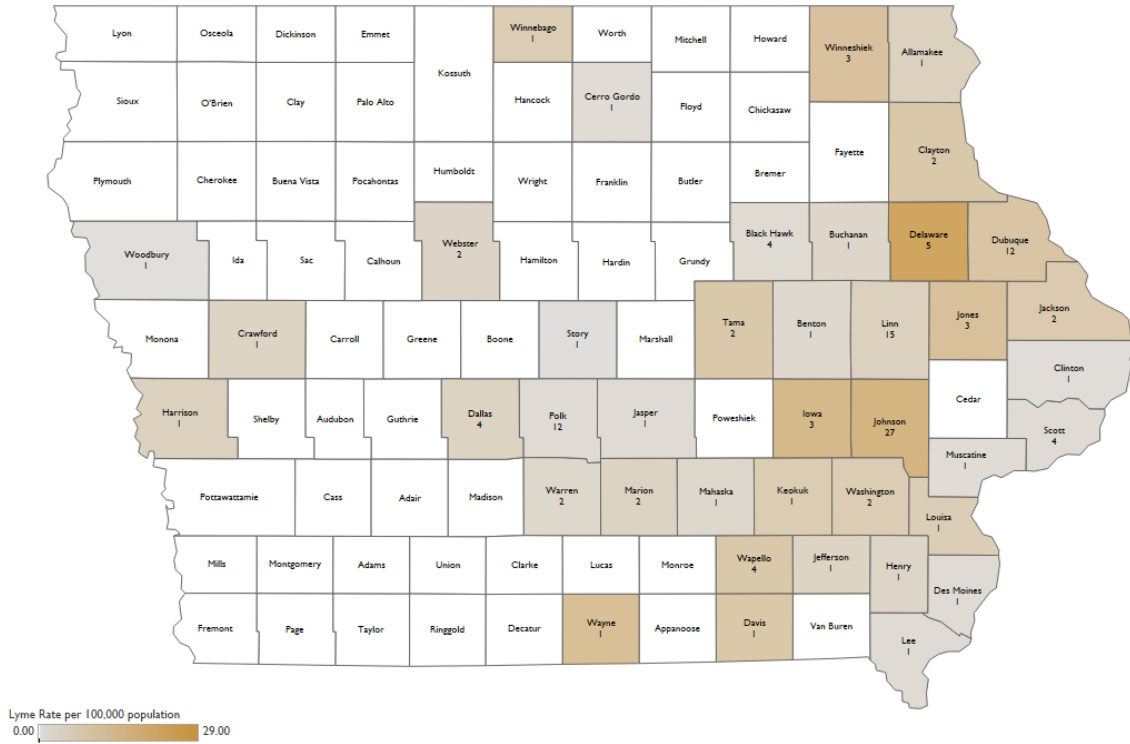 Lyon
Osceola
Dickinson
Emmet
Winnebago
1
Worth
Mitchell
Howard
Winneshiek
3
Allamakee
1
Kossuth
Sioux
O'Brien
Clay
Palo Alto
Hancock
Cerro Gordo
1
Floyd
Chickasaw
Fayette
Clayton
2
Plymouth
Cherokee
Buena Vista
Pocahontas
Humboldt
Wright
Franklin
Butler
Bremer
Woodbury
1
Ida
Sac
Calhoun
Webster
2
Hamilton
Hardin
Grundy
Black Hawk
4
Buchanan
1
Delaware
5
Dubuque
12
Monona
Crawford
1
Carroll
Greene
Boone
Story
1
Marshall
Tama
2
Benton
1
Linn
15
Jones
3
Jackson
2
Clinton
1
Harrison
1
Shelby
Audubon
Guthrie
Dallas
4
Polk
12
Jasper
1
Poweshiek
Iowa
3
Johnson
27
Cedar
Scott
4
Muscatine
1
Pottawattamie
Cass
Adair
Madison
Warren
2
Marion
2
Mahaska
1
Keokuk
1
Washington
2
Louisa
1
Mills
Montgomery
Adams
Union
Clarke
Lucas
Monroe
Wapello
4
Jefferson
1
Henry
1
Des Moines
1
Fremont
Page
Taylor
Ringgold
Decatur
Wayne
1
Appanoose
Davis
1
Van Buren
Lee
1
Lyme Rate per 100,000 population
0.00 29.00